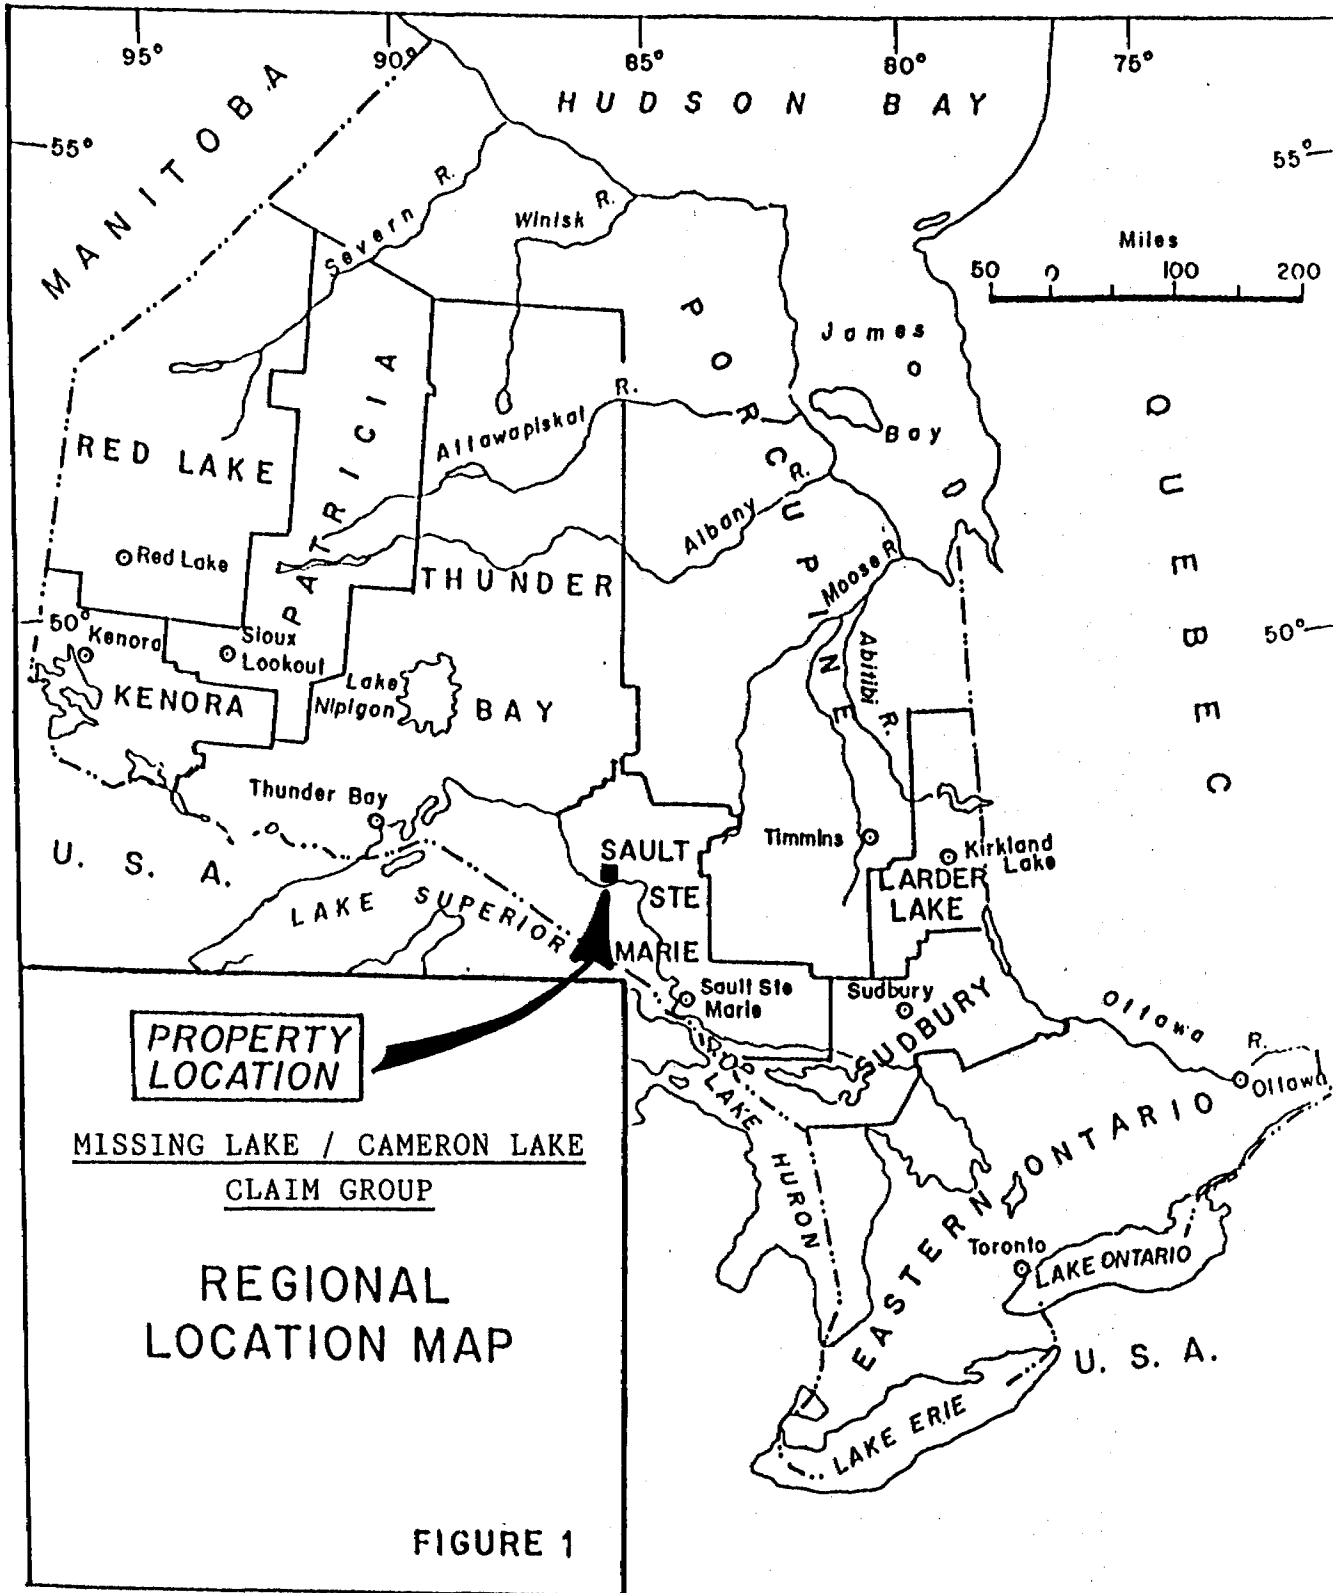 95° 90° 85° 80° 75°
HUDSON BAY
MANITOBA
55° 55°
Severn R.
Winisk R.
Miles
50 0 100 200
PORCUPINE
James
Bay
QUEBEC
PATRICIA
RED LAKE
Attawapiskat R.
Albany R.
Moose R.
Red Lake
THUNDER
50° 50°
Kenora
Sioux
Lookout
Abitibi R.
KENORA
Lake
Nipigon
BAY
Thunder Bay
U. S. A.
SAULT
STE
MARIE
Timmins
Kirkland
Lake
LARDER
LAKE
LAKE SUPERIOR
Sault Ste
Marie
Sudbury
SUDBURY
Ottawa R.
Ottawa
PROPERTY
LOCATION
LAKE
HURON
EASTERN ONTARIO
MISSING LAKE / CAMERON LAKE
CLAIM GROUP
Toronto
LAKE ONTARIO
REGIONAL
LOCATION MAP
U. S. A.
LAKE ERIE
FIGURE 1